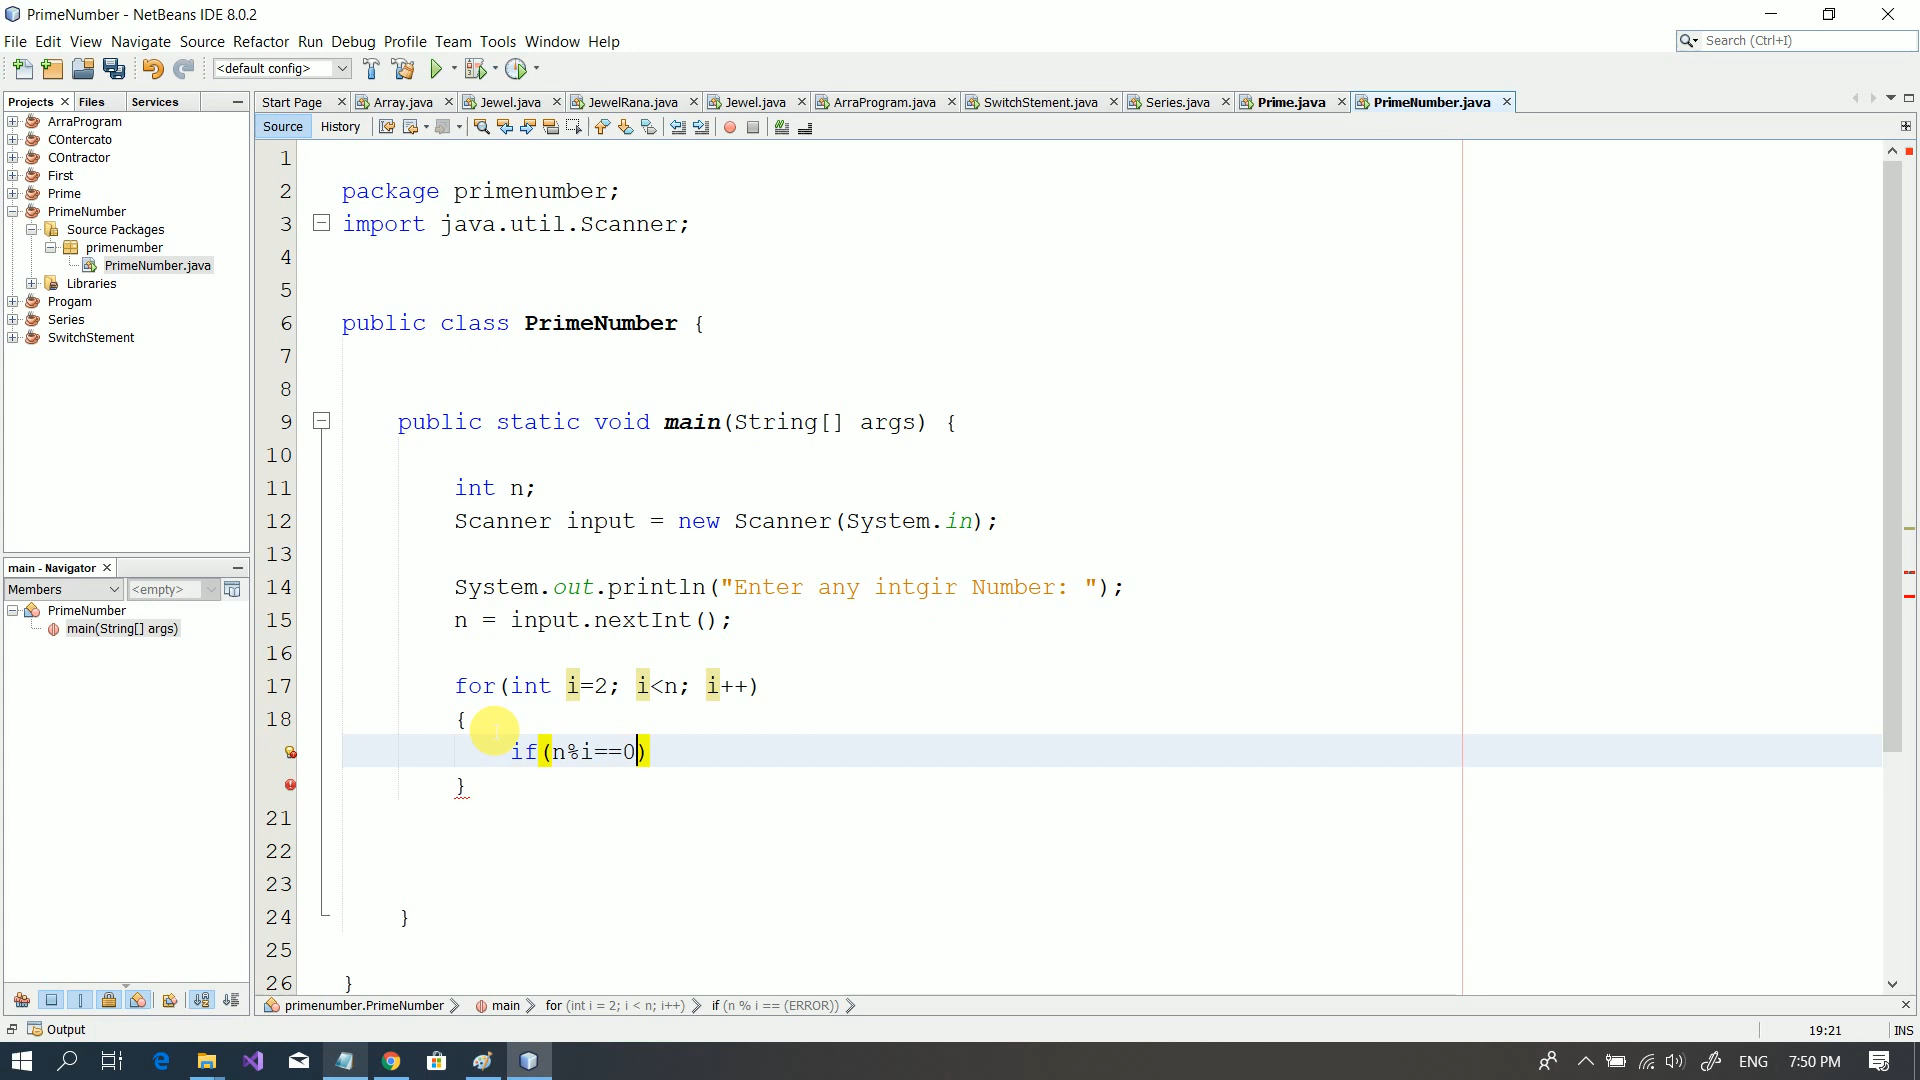 PrimeNumber - NetBeans IDE 8.0.2
File Edit View Navigate Source Refactor Run Debug Profile Team Tools Window Help
Search (Ctrl+I)
<default config>
Projects Files Services
Start Page Array.java Jewel.java JewelRana.java Jewel.java ArraProgram.java SwitchStement.java Series.java Prime.java PrimeNumber.java
Source History
ArraProgram
COntercato
COntractor
First
Prime
PrimeNumber
Source Packages
primenumber
PrimeNumber.java
Libraries
Progam
Series
SwitchStement
main - Navigator
Members <empty>
PrimeNumber
main(String[] args)
1
2 package primenumber;
3 import java.util.Scanner;
4
5
6 public class PrimeNumber {
7
8
9 public static void main(String[] args) {
10
11 int n;
12 Scanner input = new Scanner(System.in);
13
14 System.out.println("Enter any intgir Number: ");
15 n = input.nextInt();
16
17 for(int i=2; i<n; i++)
18 {
if(n%i==0)
}
21
22
23
24 }
25
26 }
primenumber.PrimeNumber main for (int i = 2; i < n; i++) if (n % i == (ERROR))
Output
19:21 INS
ENG 7:50 PM